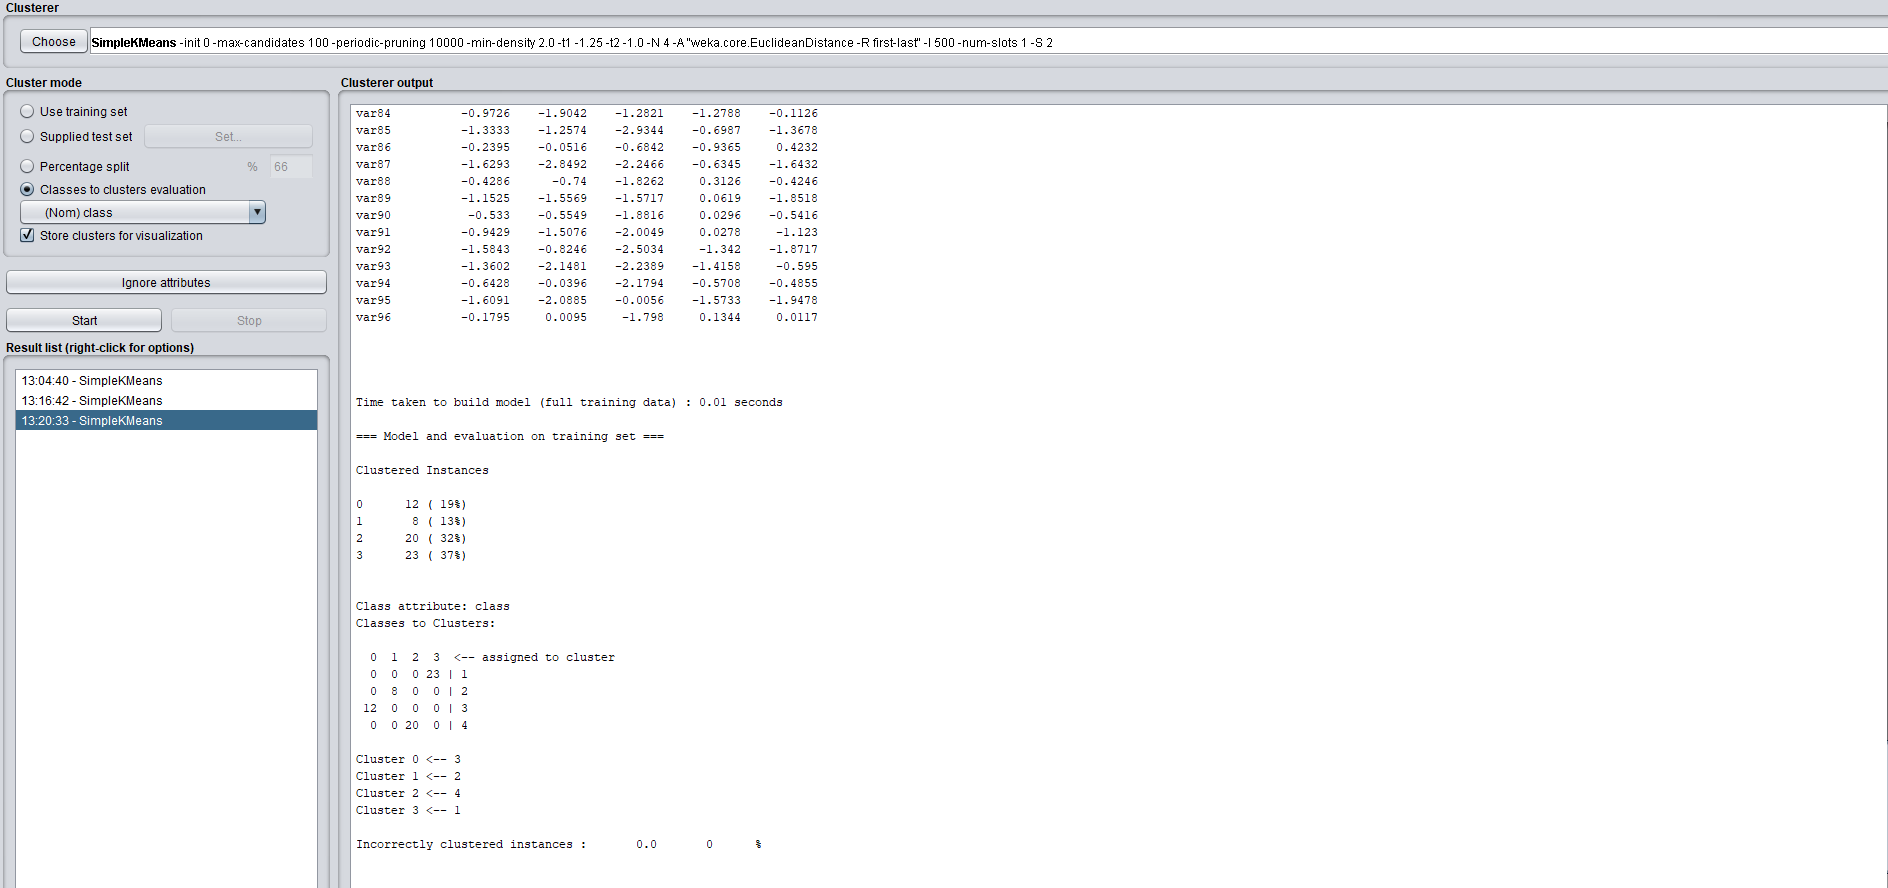 Clusterer
Choose SimpleKMeans -init 0 -max-candidates 100 -periodic-pruning 10000 -min-density 2.0 -t1 -1.25 -t2 -1.0 -N 4 -A "weka.core.EuclideanDistance -R first-last" -I 500 -num-slots 1 -S 2
Cluster mode
Use training set
Supplied test set Set...
Percentage split % 66
Classes to clusters evaluation
(Nom) class
Store clusters for visualization
Ignore attributes
Start Stop
Result list (right-click for options)
13:04:40 - SimpleKMeans
13:16:42 - SimpleKMeans
13:20:33 - SimpleKMeans
Clusterer output
var84 -0.9726 -1.9042 -1.2821 -1.2788 -0.1126
var85 -1.3333 -1.2574 -2.9344 -0.6987 -1.3678
var86 -0.2395 -0.0516 -0.6842 -0.9365 0.4232
var87 -1.6293 -2.8492 -2.2466 -0.6345 -1.6432
var88 -0.4286 -0.74 -1.8262 0.3126 -0.4246
var89 -1.1525 -1.5569 -1.5717 0.0619 -1.8518
var90 -0.533 -0.5549 -1.8816 0.0296 -0.5416
var91 -0.9429 -1.5076 -2.0049 0.0278 -1.123
var92 -1.5843 -0.8246 -2.5034 -1.342 -1.8717
var93 -1.3602 -2.1481 -2.2389 -1.4158 -0.595
var94 -0.6428 -0.0396 -2.1794 -0.5708 -0.4855
var95 -1.6091 -2.0885 -0.0056 -1.5733 -1.9478
var96 -0.1795 0.0095 -1.798 0.1344 0.0117
Time taken to build model (full training data) : 0.01 seconds
=== Model and evaluation on training set ===
Clustered Instances
0 12 ( 19%)
1 8 ( 13%)
2 20 ( 32%)
3 23 ( 37%)
Class attribute: class
Classes to Clusters:
0 1 2 3 <-- assigned to cluster
0 0 0 23 | 1
0 8 0 0 | 2
12 0 0 0 | 3
0 0 20 0 | 4
Cluster 0 <-- 3
Cluster 1 <-- 2
Cluster 2 <-- 4
Cluster 3 <-- 1
Incorrectly clustered instances : 0.0 0 %